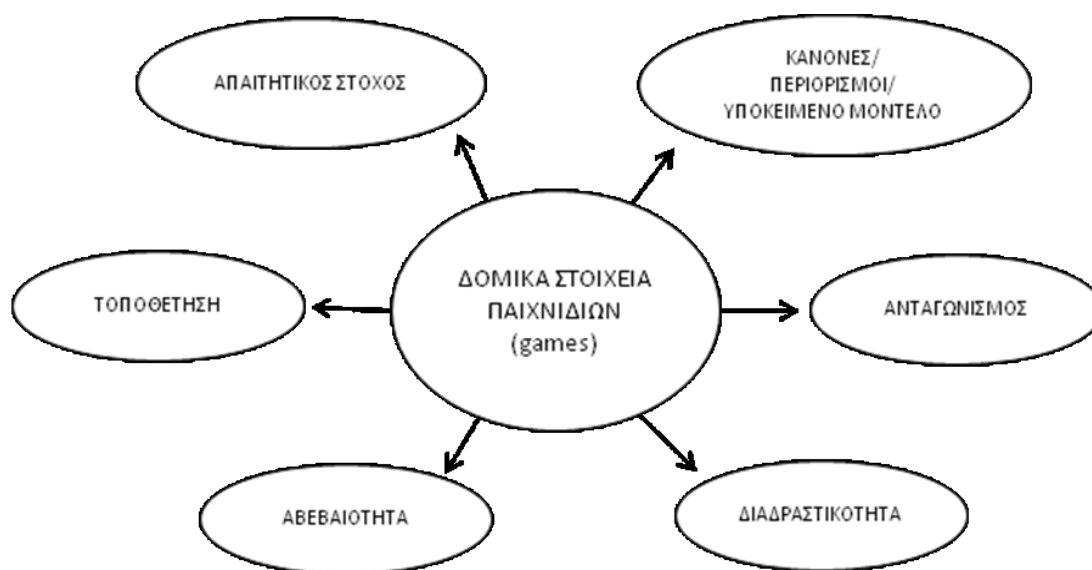 ΑΠΑΙΤΗΤΙΚΟΣ ΣΤΟΧΟΣ
ΚΑΝΟΝΕΣ/
ΠΕΡΙΟΡΙΣΜΟΙ/
ΥΠΟΚΕΙΜΕΝΟ ΜΟΝΤΕΛΟ
ΔΟΜΙΚΑ ΣΤΟΙΧΕΙΑ
ΠΑΙΧΝΙΔΙΩΝ
(games)
ΤΟΠΟΘΕΤΗΣΗ
ΑΝΤΑΓΩΝΙΣΜΟΣ
ΑΒΕΒΑΙΟΤΗΤΑ
ΔΙΑΔΡΑΣΤΙΚΟΤΗΤΑ